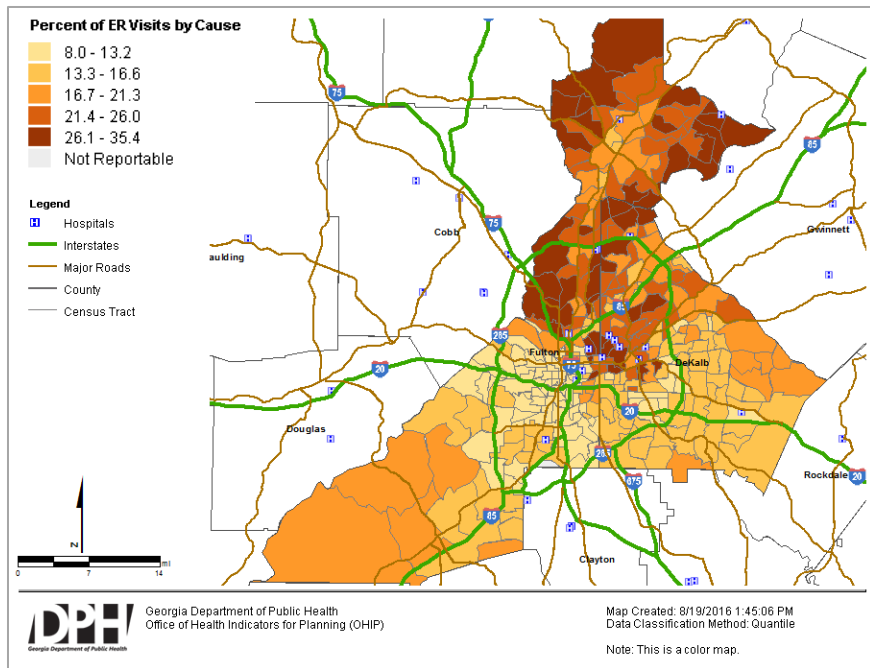 Percent of ER Visits by Cause
8.0 - 13.2
13.3 - 16.6
16.7 - 21.3
21.4 - 26.0
26.1 - 35.4
Not Reportable
Legend
H Hospitals
Interstates
Major Roads
County
Census Tract
75
85
75
Cobb
Gwinnett
aulding
85
285
Fulton
75
DeKalb
20
20
Douglas
285
Rockdale
20
675
85
Clayton
N
0 7 14
mi
DPH
Georgia Department of Public Health
Georgia Department of Public Health
Office of Health Indicators for Planning (OHIP)
Map Created: 8/19/2016 1:45:06 PM
Data Classification Method: Quantile
Note: This is a color map.